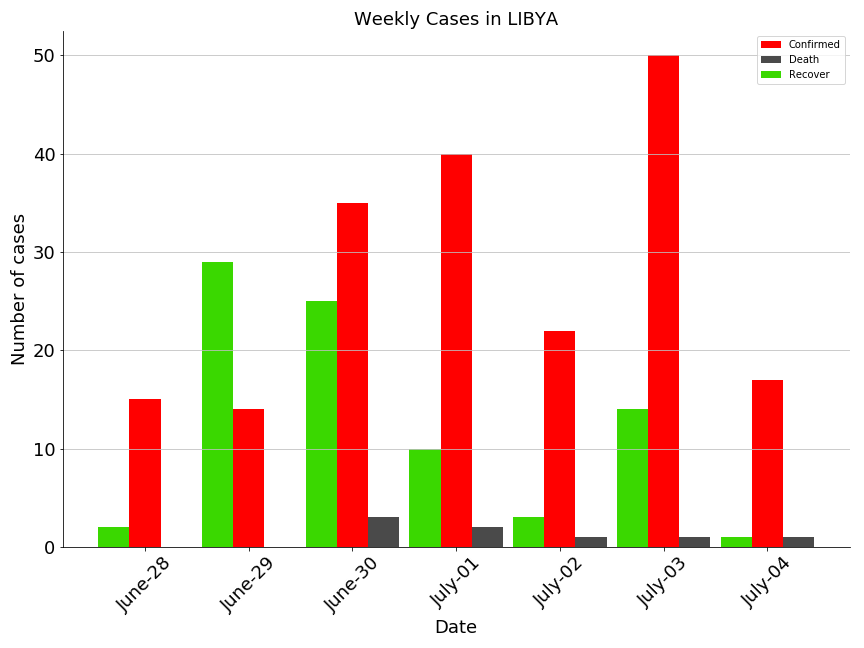 Weekly Cases in LIBYA
Confirmed
Death
Recover
Number of cases
50
40
30
20
10
0
June-28
June-29
June-30
July-01
July-02
July-03
July-04
Date